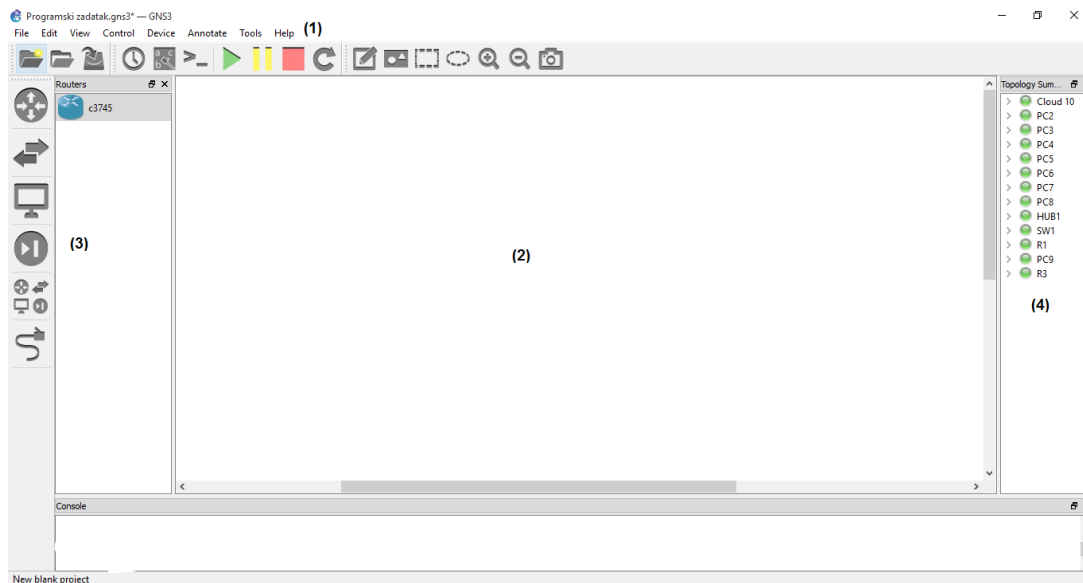 Programski zadatak.gns3* — GNS3
File Edit View Control Device Annotate Tools Help (1)
Routers
c3745
(3)
(2)
Topology Sum...
Cloud 10
PC2
PC3
PC4
PC5
PC6
PC7
PC8
HUB1
SW1
R1
PC9
R3
(4)
Console
New blank project